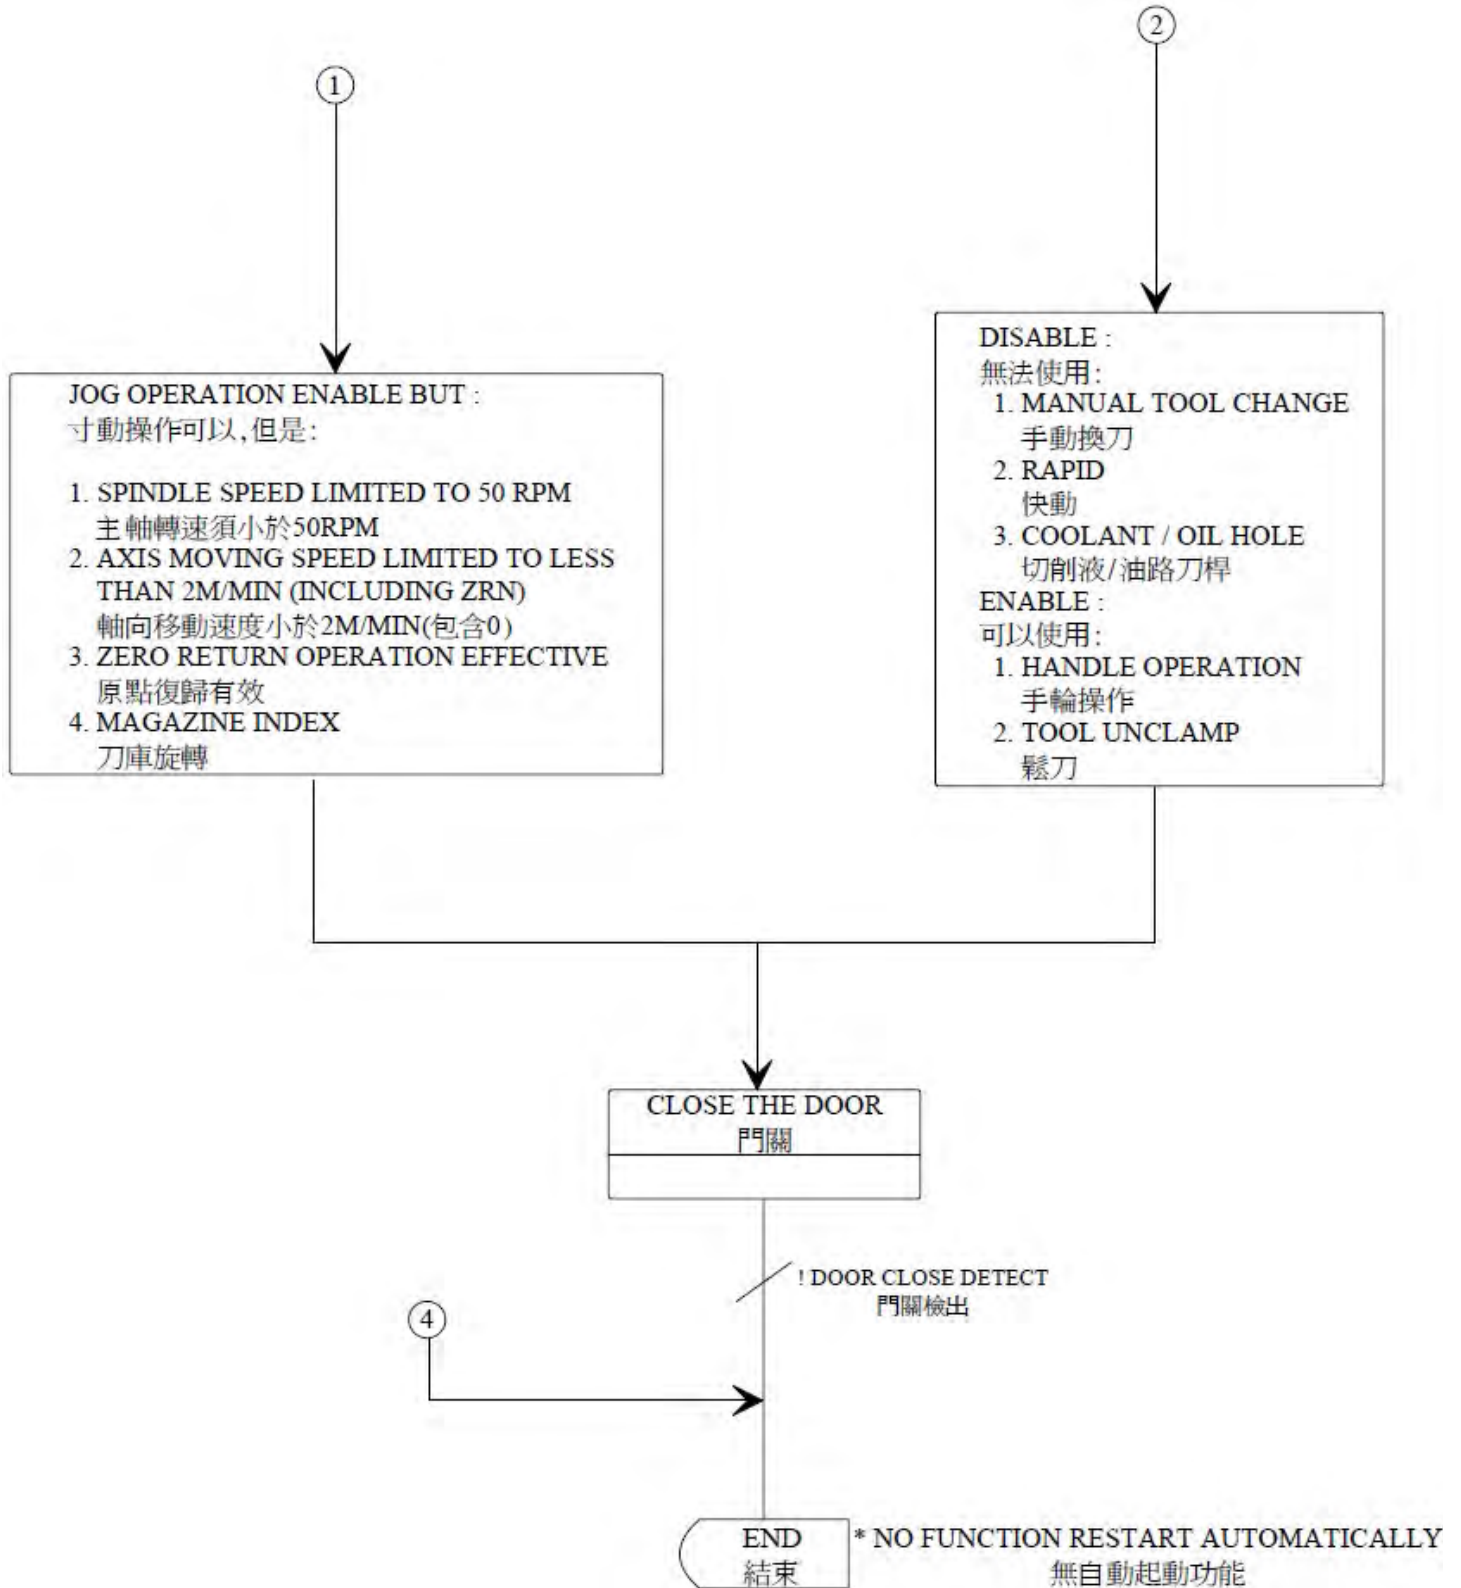 2
1
JOG OPERATION ENABLE BUT :
寸動操作可以,但是:
1. SPINDLE SPEED LIMITED TO 50 RPM
主軸轉速須小於50RPM
2. AXIS MOVING SPEED LIMITED TO LESS
THAN 2M/MIN (INCLUDING ZRN)
軸向移動速度小於2M/MIN(包含0)
3. ZERO RETURN OPERATION EFFECTIVE
原點復歸有效
4. MAGAZINE INDEX
刀庫旋轉
DISABLE :
無法使用:
1. MANUAL TOOL CHANGE
手動換刀
2. RAPID
快動
3. COOLANT / OIL HOLE
切削液/油路刀桿
ENABLE :
可以使用:
1. HANDLE OPERATION
手輪操作
2. TOOL UNCLAMP
鬆刀
CLOSE THE DOOR
門關
! DOOR CLOSE DETECT
門關檢出
4
END
結束
* NO FUNCTION RESTART AUTOMATICALLY
無自動起動功能